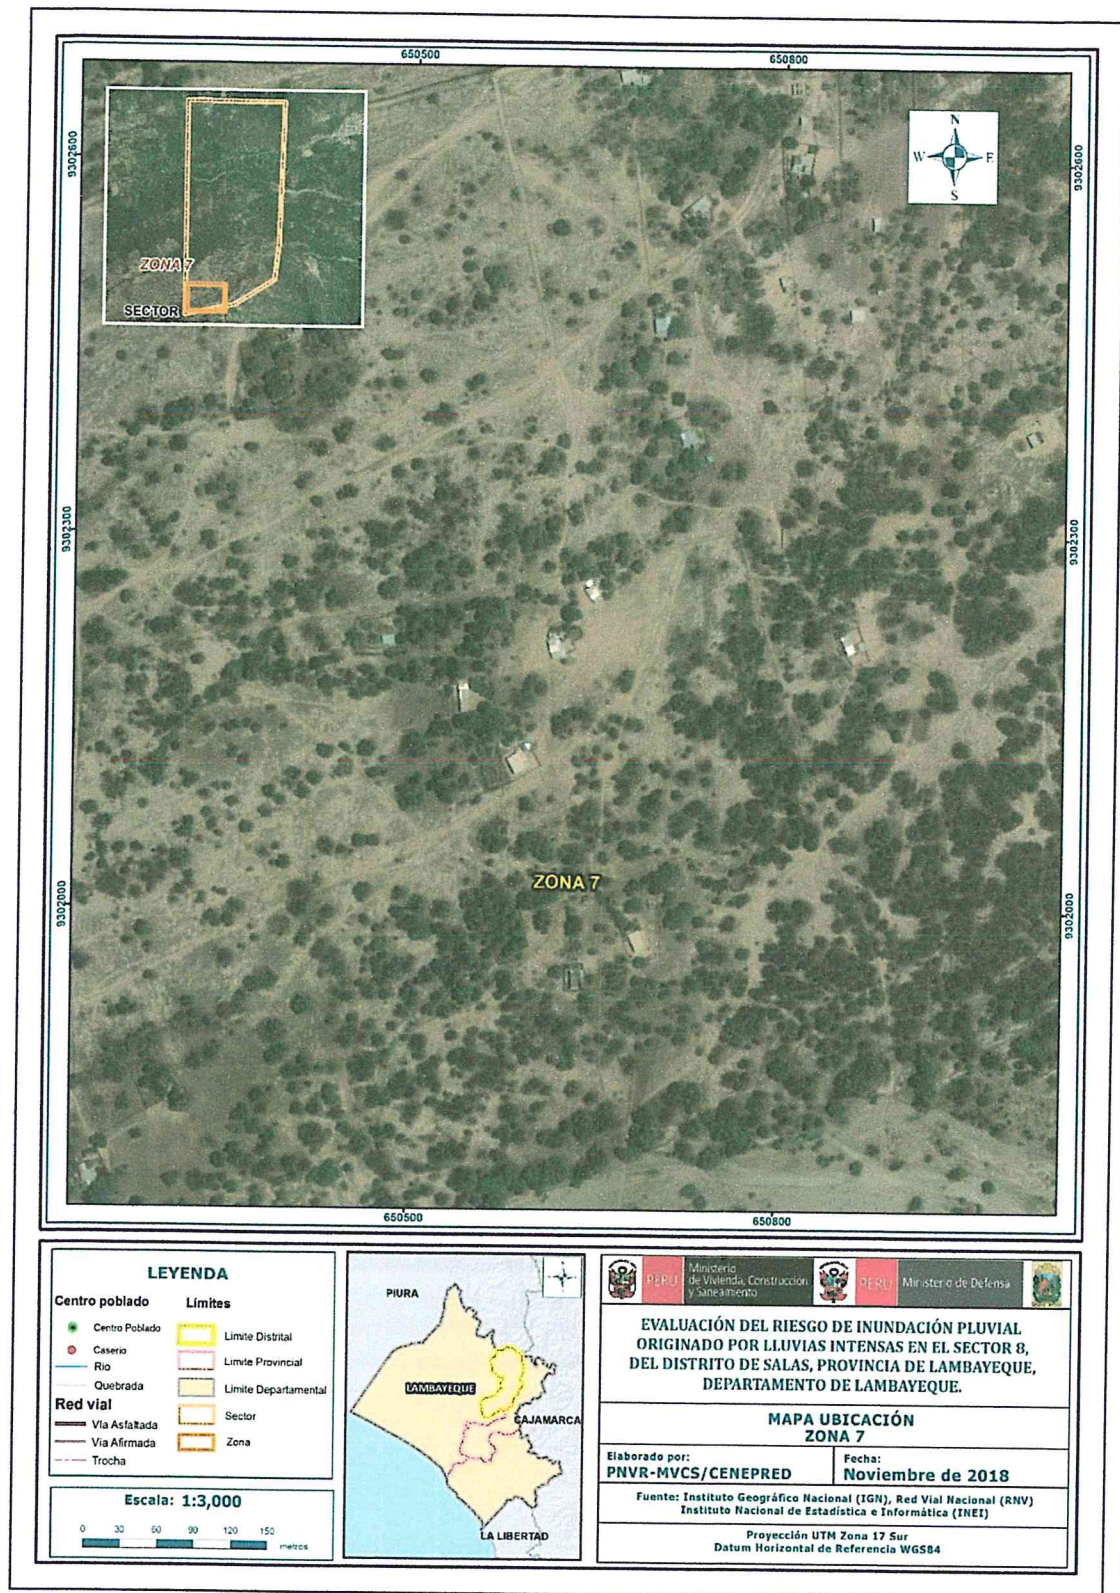 650500
650800
9302600
9302600
N
W
E
S
ZONA 7
SECTOR
9302300
9302300
ZONA 7
9302000
9302000
650500
650800
LEYENDA
Centro poblado
Centro Poblado
Caserio
Rio
Quebrada
Red vial
Vía Asfaltada
Vía Afirmada
Trocha
Límites
Limite Distrital
Limite Provincial
Limite Departamental
Sector
Zona
Escala: 1:3,000
0 30 60 90 120 150
metros
PIURA
LAMBAYEQUE
CAJAMARCA
LA LIBERTAD
PERÚ
Ministerio
de Vivienda, Construcción
y Saneamiento
PERÚ
Ministerio de Defensa
EVALUACIÓN DEL RIESGO DE INUNDACIÓN PLUVIAL
ORIGINADO POR LLUVIAS INTENSAS EN EL SECTOR 8,
DEL DISTRITO DE SALAS, PROVINCIA DE LAMBAYEQUE,
DEPARTAMENTO DE LAMBAYEQUE.
MAPA UBICACIÓN
ZONA 7
Elaborado por:
PNVR-MVCS/CENEPRED
Fecha:
Noviembre de 2018
Fuente: Instituto Geográfico Nacional (IGN), Red Vial Nacional (RNV)
Instituto Nacional de Estadística e Informática (INEI)
Proyección UTM Zona 17 Sur
Datum Horizontal de Referencia WGS84